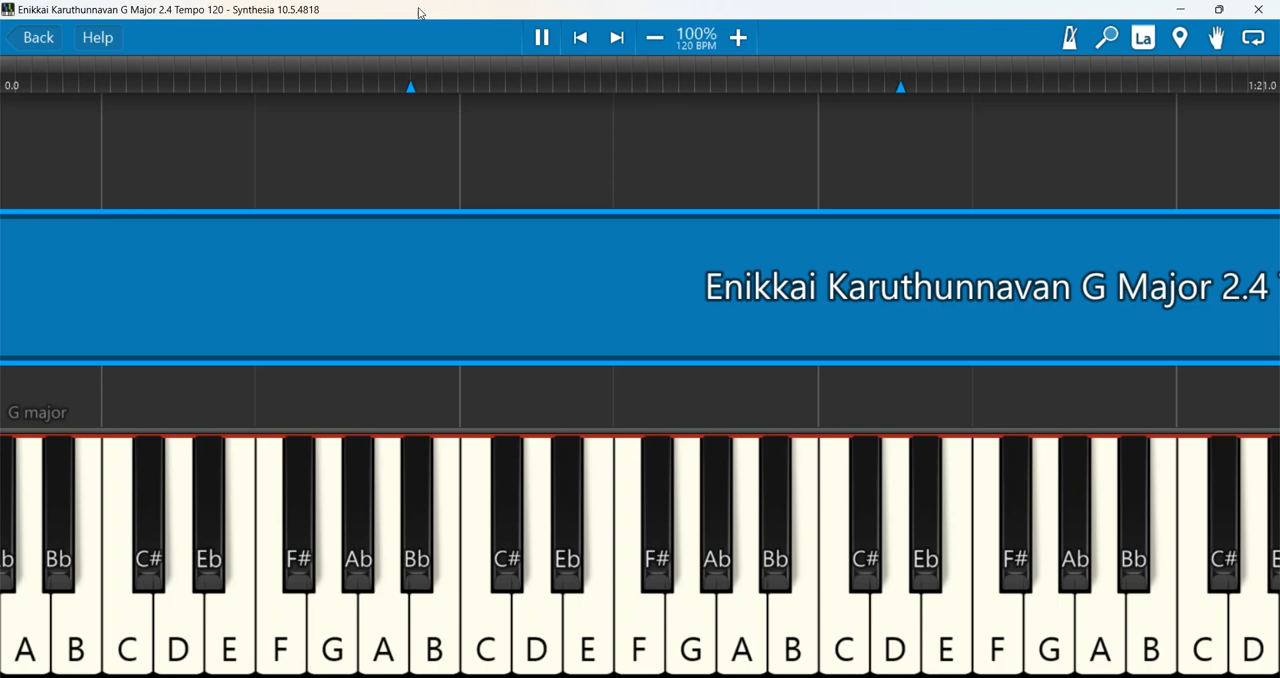 Enikkai Karuthunnavan G Major 2.4 Tempo 120 - Synthesia 10.5.4818
Back Help 100% La
120 BPM
0.0 1:21.0
Enikkai Karuthunnavan G Major 2.4
G major
b Bb C# Eb F# Ab Bb C# Eb F# Ab Bb C# Eb F# Ab Bb C# E
A B C D E F G A B C D E F G A B C D E F G A B C D